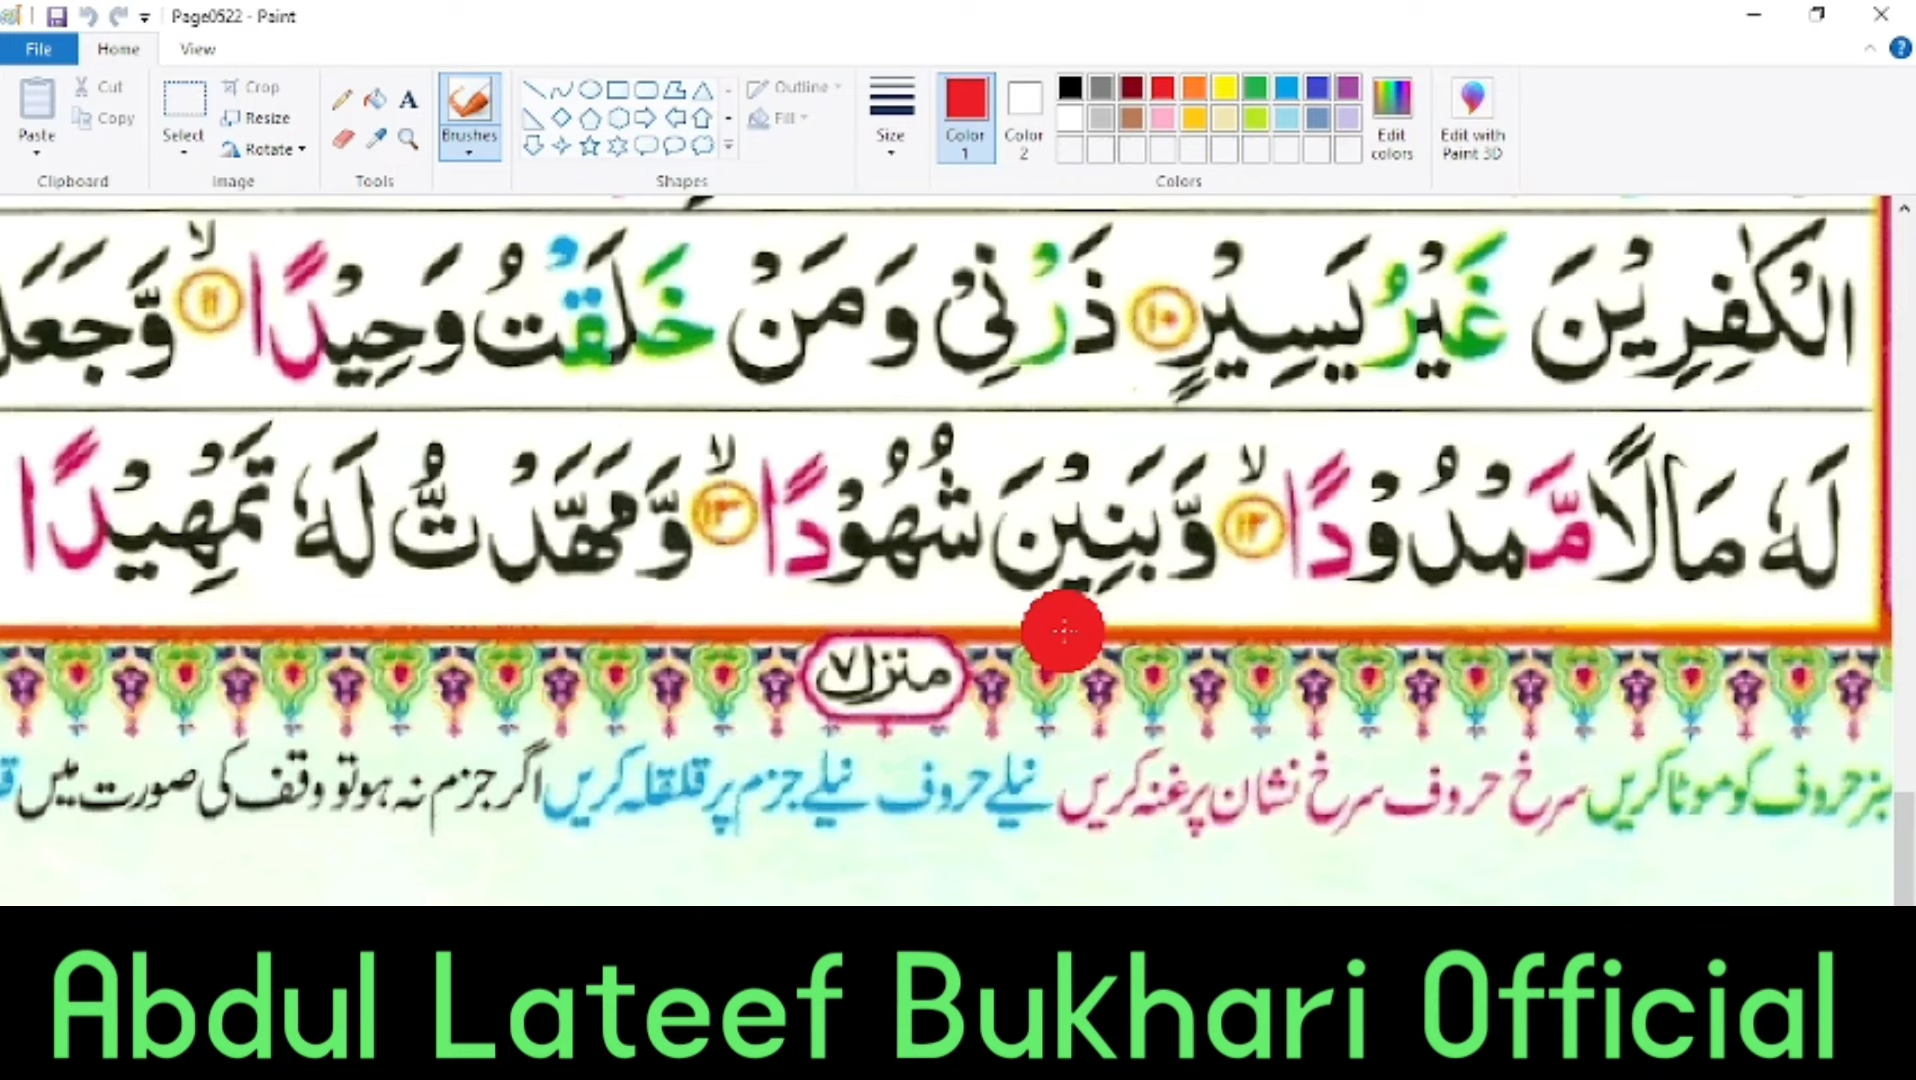 Page0522 - Paint
File Home View
Paste Cut Copy Clipboard
Select Crop Resize Rotate Image
Tools
Brushes
Outline Fill Shapes
Size
Color 1 Color 2 Edit colors Colors
Edit with Paint 3D
الْكٰفِرِيْنَ غَيْرُ يَسِيْرٍ ١٠ ذَرْنِيْ وَمَنْ خَلَقْتُ وَحِيْدًا ۙ ١١ وَّجَعَل
لَهٗ مَالًا مَّمْدُوْدًا ۙ ١٢ وَّبَنِيْنَ شُهُوْدًا ۙ ١٣ وَّمَهَّدْتُّ لَهٗ تَمْهِيْدًا
منزل ٧
حروف کو موٹا کریں سرخ حروف سرخ نشان پر غنہ کریں نیلے حروف نیلے جزم پر قلقلہ کریں اگر جزم نہ ہو تو وقف کی صورت میں
Abdul Lateef Bukhari Official